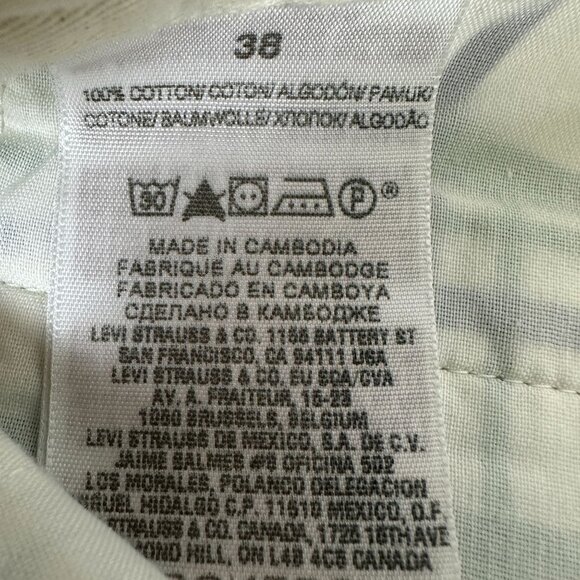 38
100% COTTON/ COTON/ ALGODÓN/ PAMUK/
COTONE/ BAUMWOLLE/ ХЛОПОК/ ALGODÃO
30 P ®
MADE IN CAMBODIA
FABRIQUÉ AU CAMBODGE
FABRICADO EN CAMBOYA
СДЕЛАНО В КАМБОДЖЕ
LEVI STRAUSS & CO. 1155 BATTERY ST
SAN FRANCISCO, CA 94111 USA
LEVI STRAUSS & CO. EU SCA/CVA
AV. A. FRAITEUR, 15-23
1050 BRUSSELS, BELGIUM
LEVI STRAUSS DE MEXICO, S.A. DE C.V.
JAIME BALMES #8 OFICINA 502
LOS MORALES, POLANCO DELEGACION
HIDALGO C.P. 11510 MEXICO, D.F.
STRAUSS & CO. CANADA, 1725 16TH AVE
HILL, ON L4B 4C6 CANADA